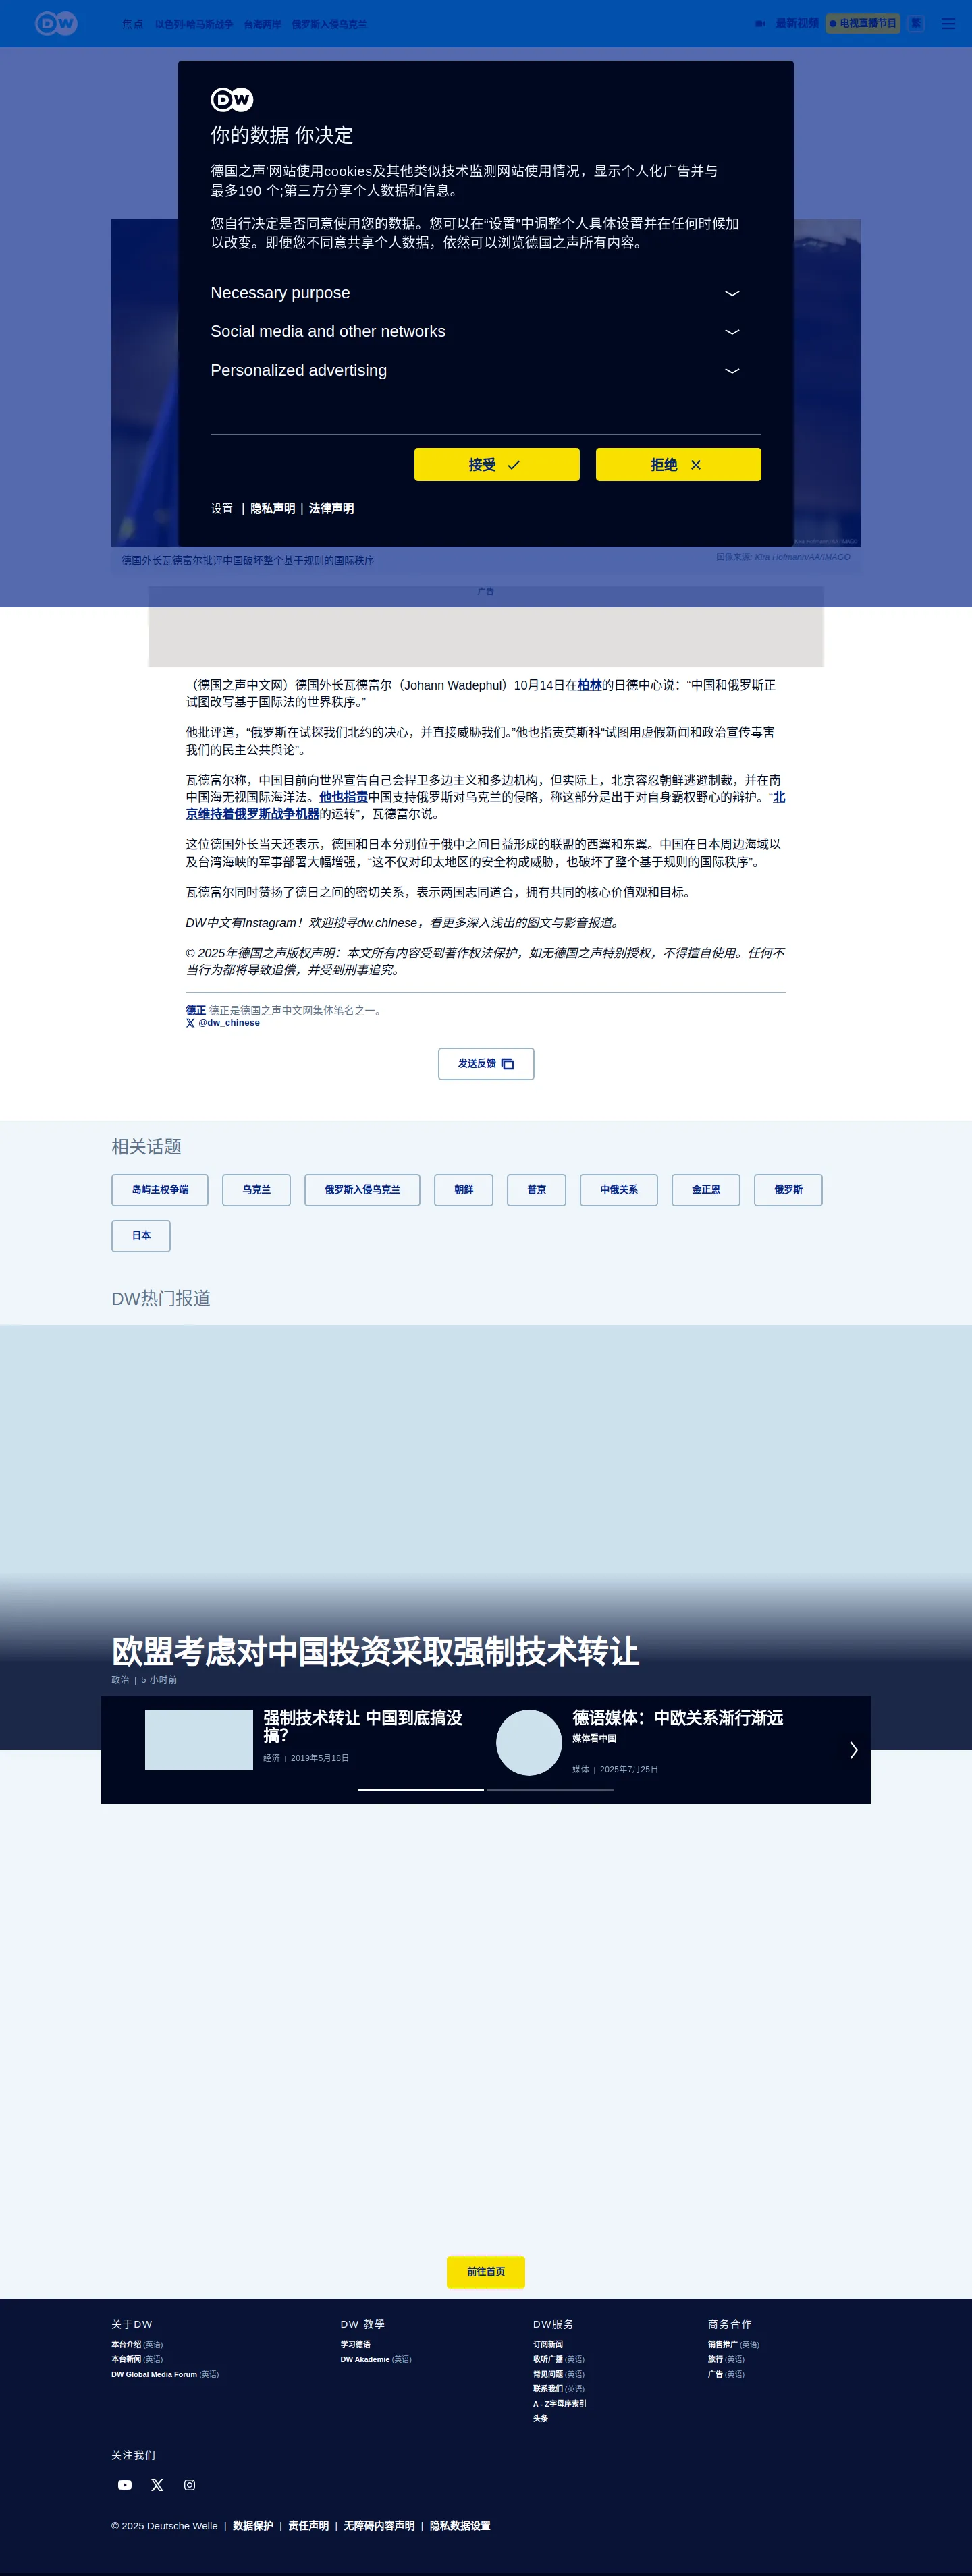 DW
焦点 以色列-哈马斯战争 台海两岸 俄罗斯入侵乌克兰 最新视频 电视直播节目 繁
DW
你的数据 你决定
德国之声'网站使用cookies及其他类似技术监测网站使用情况，显示个人化广告并与
最多190 个;第三方分享个人数据和信息。
您自行决定是否同意使用您的数据。您可以在“设置”中调整个人具体设置并在任何时候加
以改变。即便您不同意共享个人数据，依然可以浏览德国之声所有内容。
Necessary purpose
Social media and other networks
Personalized advertising
接受 拒绝
设置 | 隐私声明 | 法律声明
Kira Hofmann/AA/IMAGO
德国外长瓦德富尔批评中国破坏整个基于规则的国际秩序 图像来源: Kira Hofmann/AA/IMAGO
广告
（德国之声中文网）德国外长瓦德富尔（Johann Wadephul）10月14日在柏林的日德中心说：“中国和俄罗斯正
试图改写基于国际法的世界秩序。”
他批评道，“俄罗斯在试探我们北约的决心，并直接威胁我们。”他也指责莫斯科“试图用虚假新闻和政治宣传毒害
我们的民主公共舆论”。
瓦德富尔称，中国目前向世界宣告自己会捍卫多边主义和多边机构，但实际上，北京容忍朝鲜逃避制裁，并在南
中国海无视国际海洋法。他也指责中国支持俄罗斯对乌克兰的侵略，称这部分是出于对自身霸权野心的辩护。“北
京维持着俄罗斯战争机器的运转”，瓦德富尔说。
这位德国外长当天还表示，德国和日本分别位于俄中之间日益形成的联盟的西翼和东翼。中国在日本周边海域以
及台湾海峡的军事部署大幅增强，“这不仅对印太地区的安全构成威胁，也破坏了整个基于规则的国际秩序”。
瓦德富尔同时赞扬了德日之间的密切关系，表示两国志同道合，拥有共同的核心价值观和目标。
DW中文有Instagram！欢迎搜寻dw.chinese，看更多深入浅出的图文与影音报道。
© 2025年德国之声版权声明：本文所有内容受到著作权法保护，如无德国之声特别授权，不得擅自使用。任何不
当行为都将导致追偿，并受到刑事追究。
德正 德正是德国之声中文网集体笔名之一。
@dw_chinese
发送反馈
相关话题
岛屿主权争端 乌克兰 俄罗斯入侵乌克兰 朝鲜 普京 中俄关系 金正恩 俄罗斯
日本
DW热门报道
欧盟考虑对中国投资采取强制技术转让
政治 | 5 小时前
强制技术转让 中国到底搞没
搞？
经济 | 2019年5月18日
德语媒体：中欧关系渐行渐远
媒体看中国
媒体 | 2025年7月25日
前往首页
关于DW
本台介绍 (英语)
本台新闻 (英语)
DW Global Media Forum (英语)
DW 教學
学习德语
DW Akademie (英语)
DW服务
订阅新闻
收听广播 (英语)
常见问题 (英语)
联系我们 (英语)
A - Z字母序索引
头条
商务合作
销售推广 (英语)
旅行 (英语)
广告 (英语)
关注我们
© 2025 Deutsche Welle | 数据保护 | 责任声明 | 无障碍内容声明 | 隐私数据设置